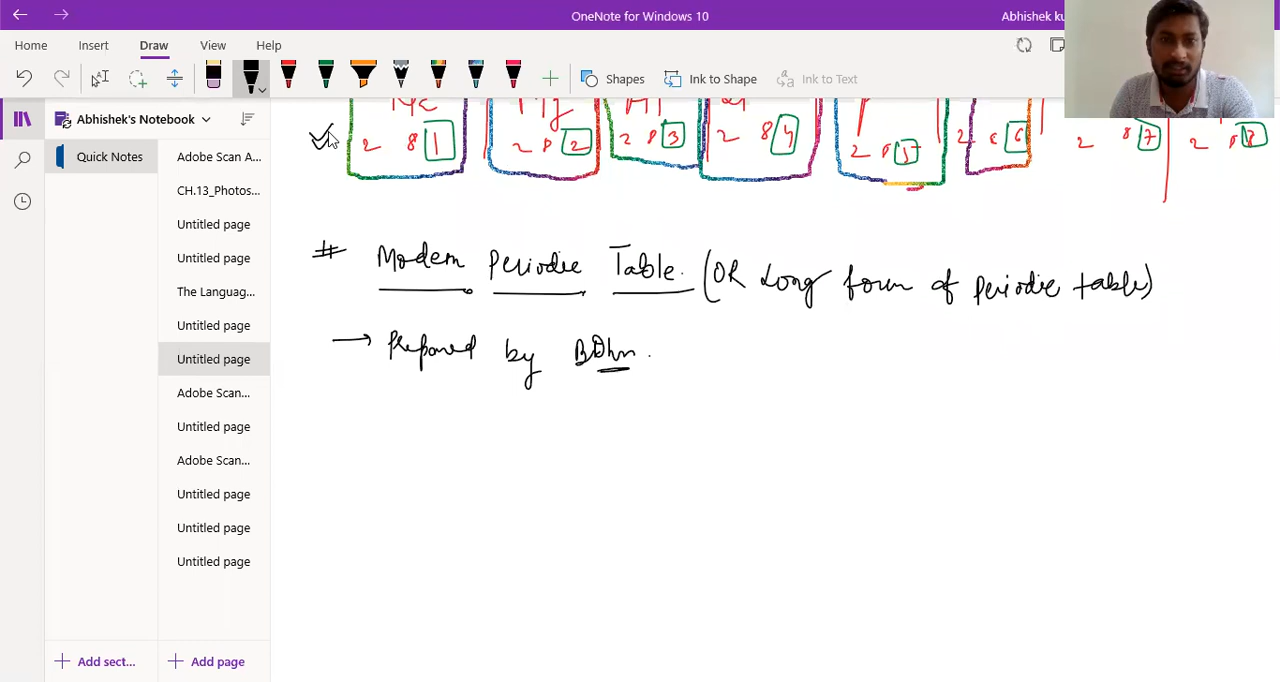 OneNote for Windows 10
Abhishek ku
Home Insert Draw View Help
Shapes Ink to Shape Ink to Text
Abhishek's Notebook
Quick Notes
Adobe Scan A...
CH.13_Photos...
Untitled page
Untitled page
The Languag...
Untitled page
Untitled page
Adobe Scan...
Untitled page
Adobe Scan...
Untitled page
Untitled page
Untitled page
Add sect... Add page
2 8 1 2 8 2 2 8 3 2 8 4 2 8 5 2 8 6 2 8 7 2 8 8
# Modern Periodic Table. (OR Long form of Periodic table)
→ Prepared by BOhr.